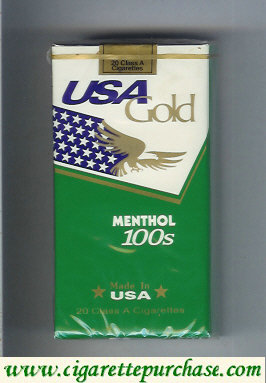 20 Class A
Cigarettes
USA
Gold
MENTHOL
100s
Made In
USA
20 Class A Cigarettes
www.cigarettepurchase.com